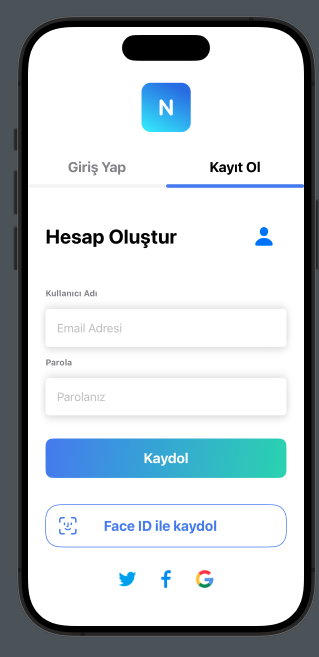 N
Giriş Yap
Kayıt Ol
Hesap Oluştur
Kullanıcı Adı
Email Adresi
Parola
Parolanız
Kaydol
Face ID ile kaydol